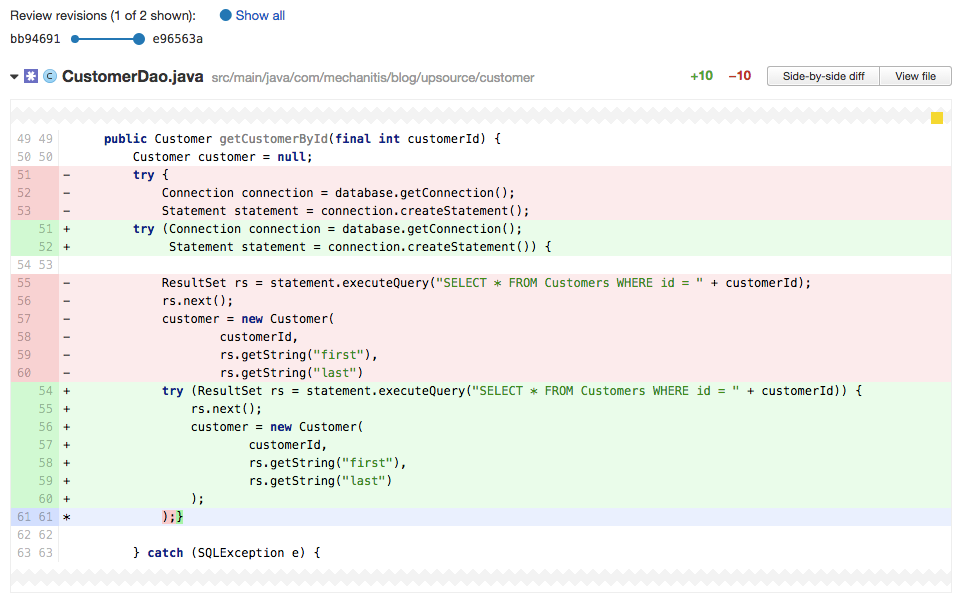 Review revisions (1 of 2 shown): Show all
bb94691 e96563a
* C CustomerDao.java src/main/java/com/mechanitis/blog/upsource/customer +10 −10 Side-by-side diff View file
49 49 public Customer getCustomerById(final int customerId) {
50 50 Customer customer = null;
51 − try {
52 − Connection connection = database.getConnection();
53 − Statement statement = connection.createStatement();
51 + try (Connection connection = database.getConnection();
52 + Statement statement = connection.createStatement()) {
54 53
55 − ResultSet rs = statement.executeQuery("SELECT * FROM Customers WHERE id = " + customerId);
56 − rs.next();
57 − customer = new Customer(
58 − customerId,
59 − rs.getString("first"),
60 − rs.getString("last")
54 + try (ResultSet rs = statement.executeQuery("SELECT * FROM Customers WHERE id = " + customerId)) {
55 + rs.next();
56 + customer = new Customer(
57 + customerId,
58 + rs.getString("first"),
59 + rs.getString("last")
60 + );
61 61 * );}
62 62
63 63 } catch (SQLException e) {